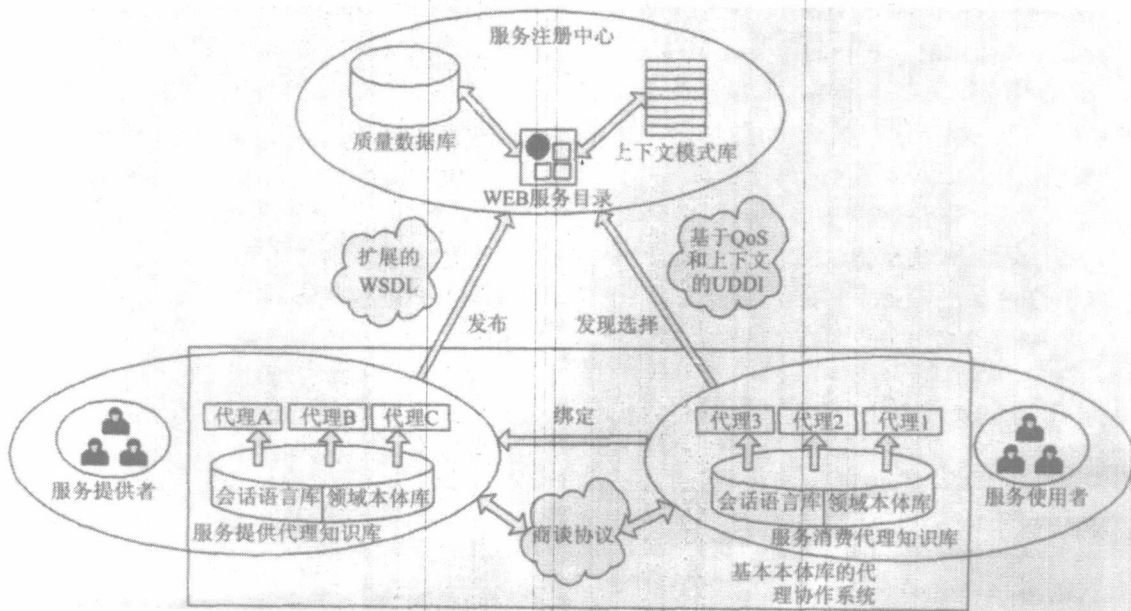 服务注册中心
质量数据库
上下文模式库
WEB服务目录
扩展的
WSDL
基于QoS
和上下文
的UDDI
发布
发现选择
代理A
代理B
代理C
绑定
代理3
代理2
代理1
服务提供者
会话语言库
领域本体库
服务提供代理知识库
商谈协议
会话语言库
领域本体库
服务消费代理知识库
服务使用者
基本本体库的代
理协作系统